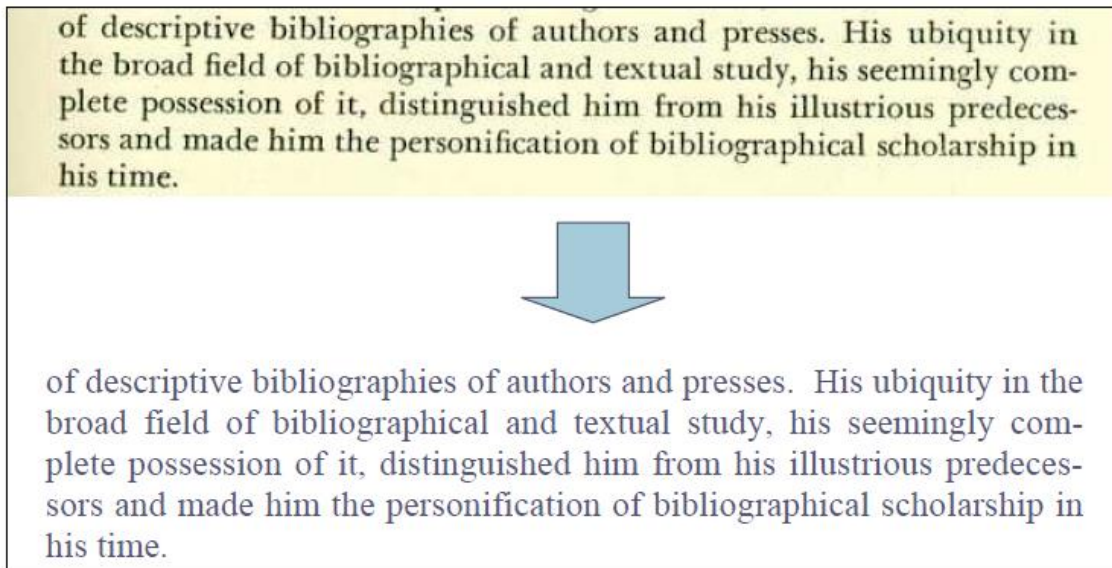 of descriptive bibliographies of authors and presses. His ubiquity in
the broad field of bibliographical and textual study, his seemingly com-
plete possession of it, distinguished him from his illustrious predeces-
sors and made him the personification of bibliographical scholarship in
his time.
of descriptive bibliographies of authors and presses.  His ubiquity in the
broad field of bibliographical and textual study, his seemingly com-
plete possession of it, distinguished him from his illustrious predeces-
sors and made him the personification of bibliographical scholarship in
his time.